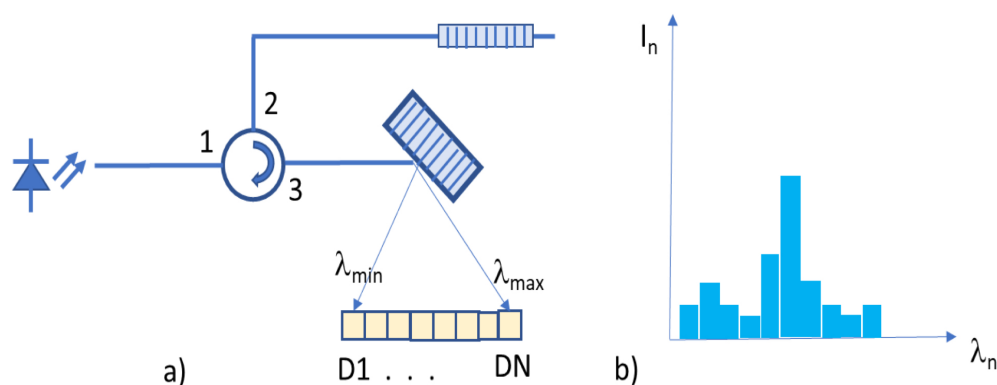 2
1
3
λmin
λmax
D1 . . . DN
a)
In
λn
b)